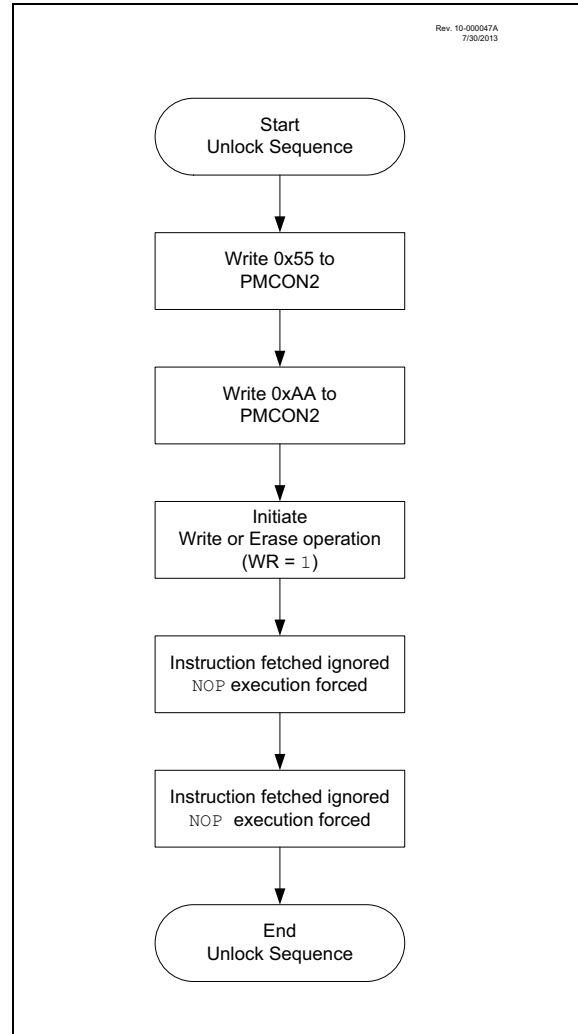 Rev. 10-000047A
7/30/2013
Start
Unlock Sequence
Write 0x55 to
PMCON2
Write 0xAA to
PMCON2
Initiate
Write or Erase operation
(WR = 1)
Instruction fetched ignored
NOP execution forced
Instruction fetched ignored
NOP execution forced
End
Unlock Sequence